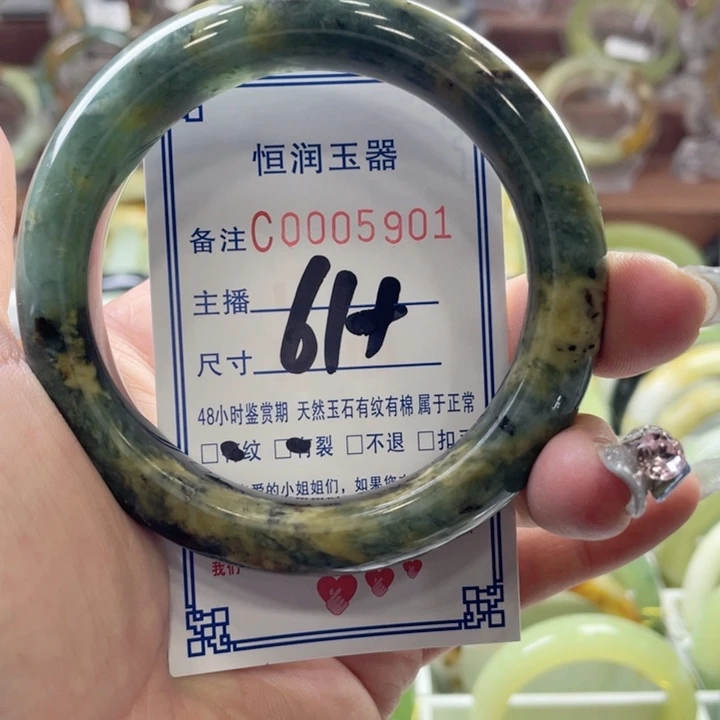 恒润玉器
备注C0005901
主播
61+
尺寸
48小时鉴赏期 天然玉石有纹有棉 属于正常
□纹 □裂 □不退 □扣
爱的小姐姐们，如果您
我们